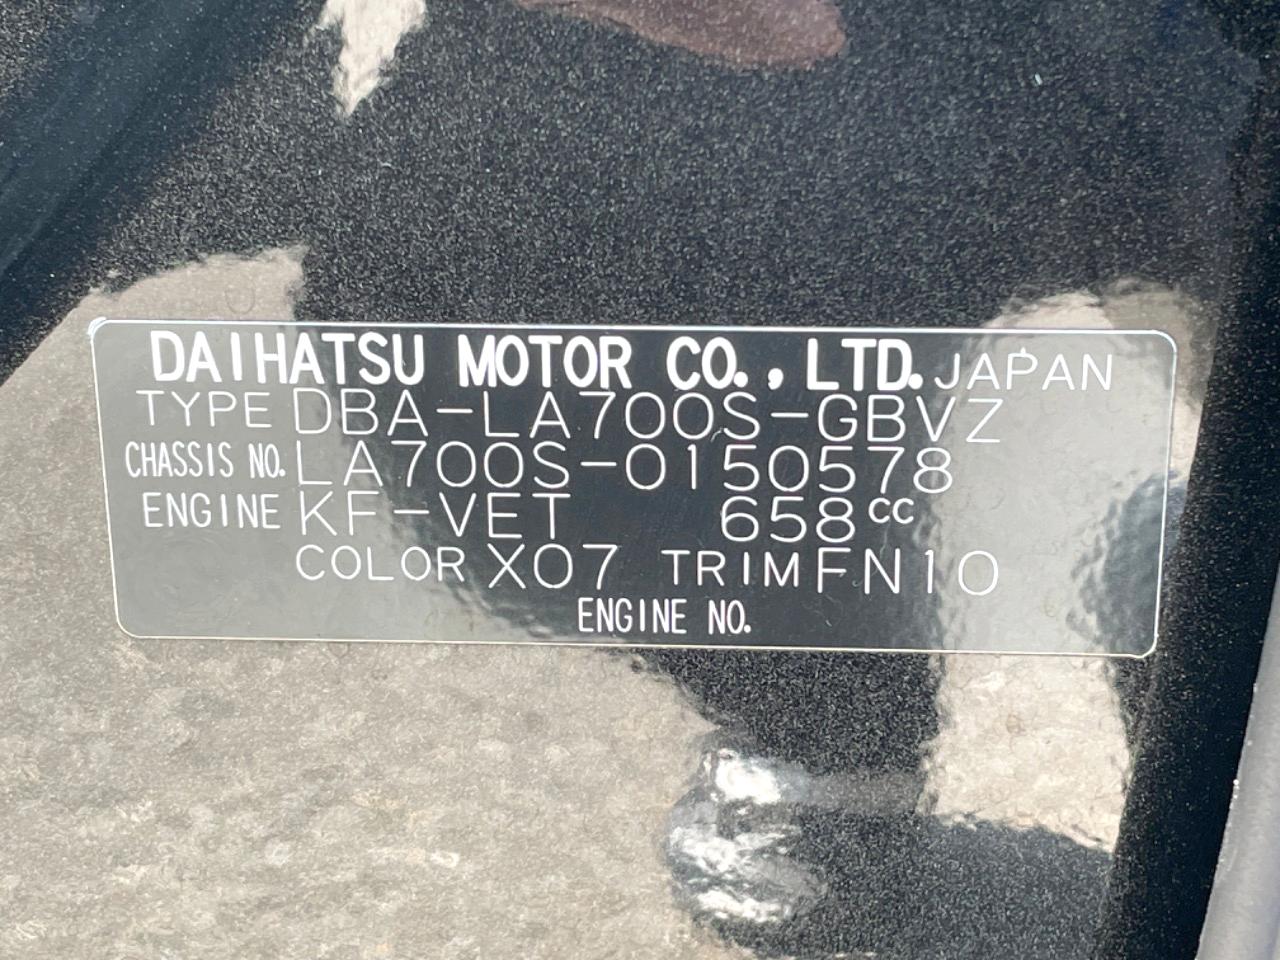 DAIHATSU MOTOR CO., LTD. JAPAN
TYPE DBA-LA700S-GBVZ
CHASSIS NO. LA700S-0150578
ENGINE KF-VET 658cc
COLOR X07 TRIM FN10
ENGINE NO.